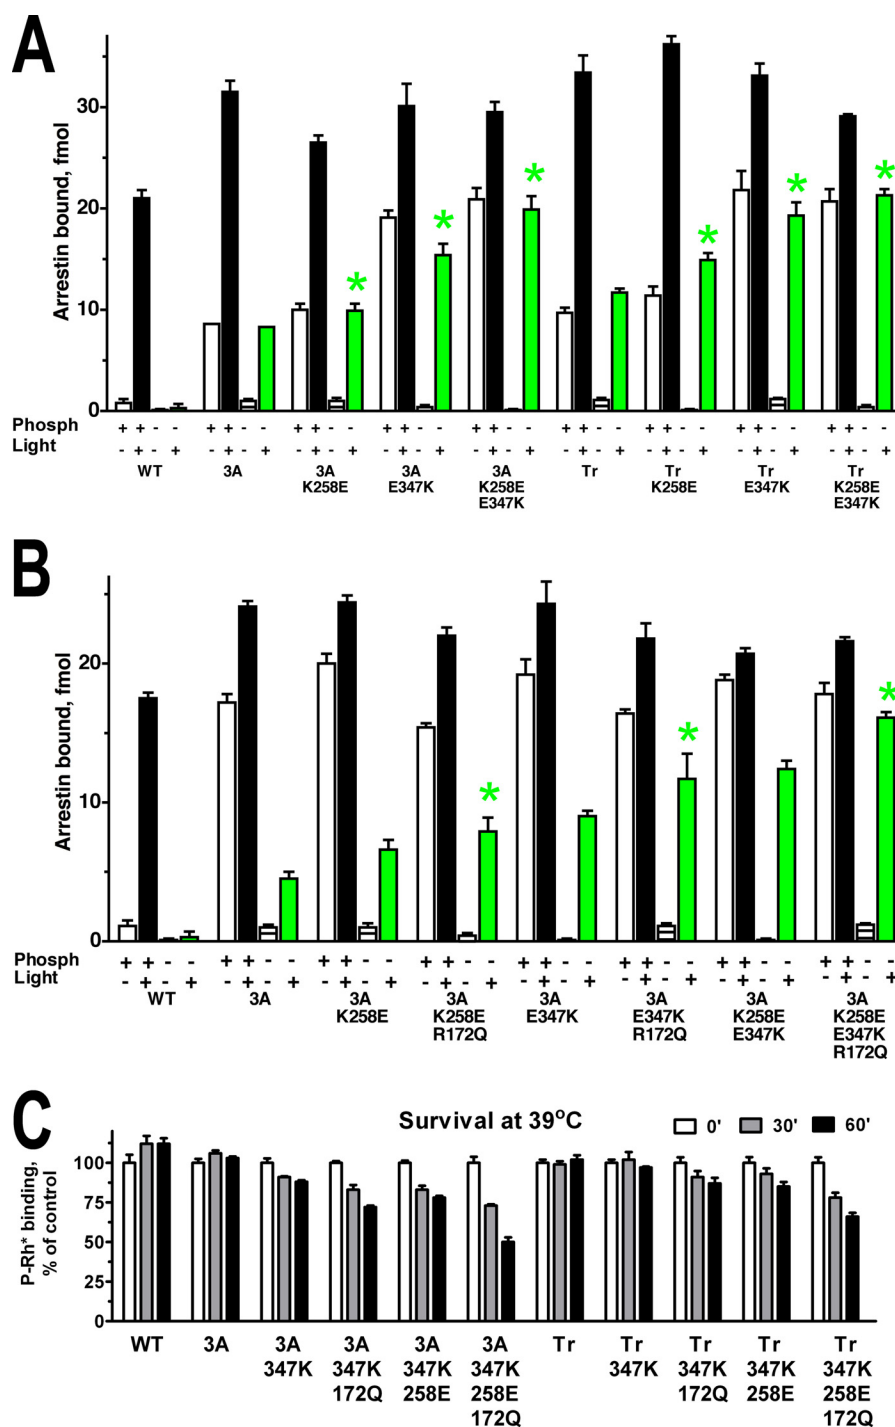 A
Arrestin bound, fmol
30
20
10
0
* * * * * *
Phosph + + - - + + - - + + - - + + - - + + - - + + - - + + - - + + - - + + - -
Light - + - + - + - + - + - + - + - + - + - + - + - + - + - + - + - + - + - +
WT 3A 3A 3A 3A Tr Tr Tr Tr
K258E E347K K258E K258E E347K K258E
E347K E347K
B
Arrestin bound, fmol
20
10
0
* * *
Phosph + + - - + + - - + + - - + + - - + + - - + + - - + + - - + + - -
Light - + - + - + - + - + - + - + - + - + - + - + - + - + - + - + - +
WT 3A 3A 3A 3A 3A 3A 3A
K258E K258E E347K E347K K258E K258E
R172Q R172Q E347K E347K
R172Q
C
Survival at 39°C
0' 30' 60'
P-Rh* binding,
% of control
100
75
50
25
0
WT 3A 3A 3A 3A 3A Tr Tr Tr Tr Tr
347K 347K 347K 347K 347K 347K 347K 347K
172Q 258E 258E 172Q 258E 258E
172Q 172Q